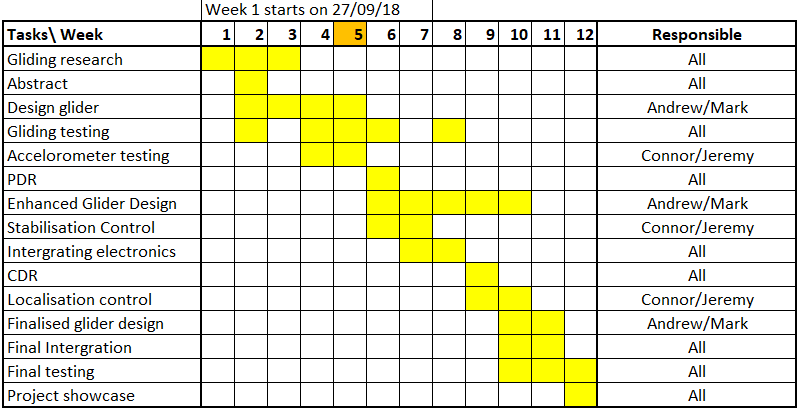 Week 1 starts on 27/09/18
Tasks\ Week 1 2 3 4 5 6 7 8 9 10 11 12 Responsible
Gliding research All
Abstract All
Design glider Andrew/Mark
Gliding testing All
Accelorometer testing Connor/Jeremy
PDR All
Enhanced Glider Design Andrew/Mark
Stabilisation Control Connor/Jeremy
Intergrating electronics All
CDR All
Localisation control Connor/Jeremy
Finalised glider design Andrew/Mark
Final Intergration All
Final testing All
Project showcase All